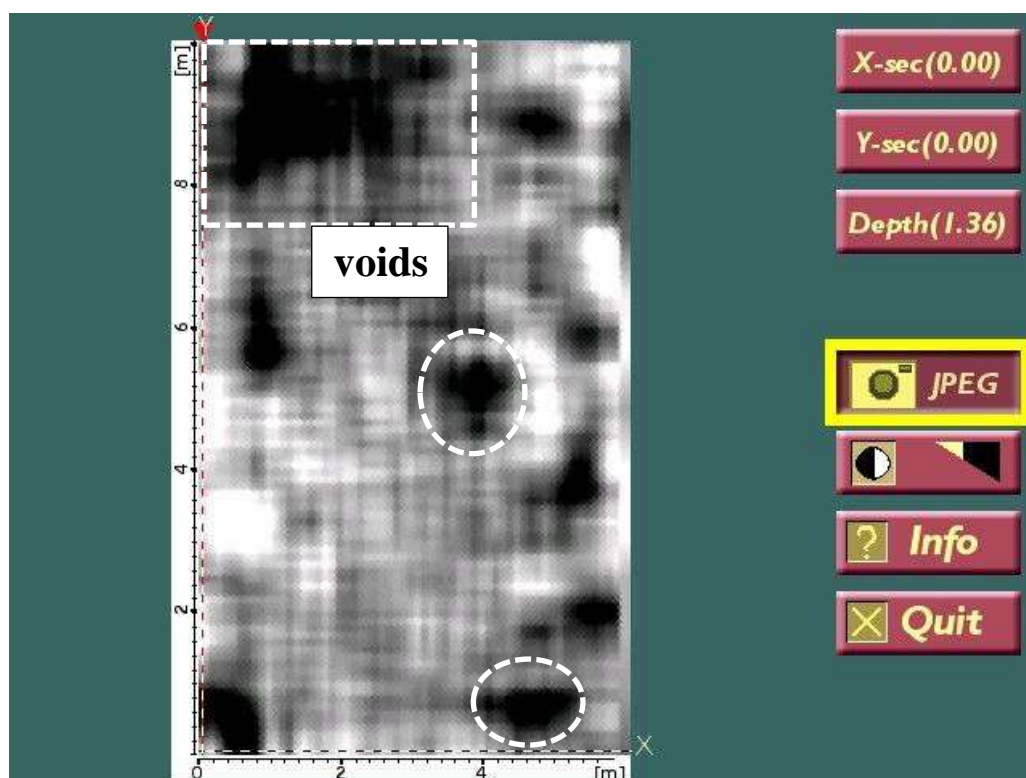 Y
[m]
8
6
4
2
0
2
4
[m]
X
voids
X-sec(0.00)
Y-sec(0.00)
Depth(1.36)
JPEG
?
Info
Quit